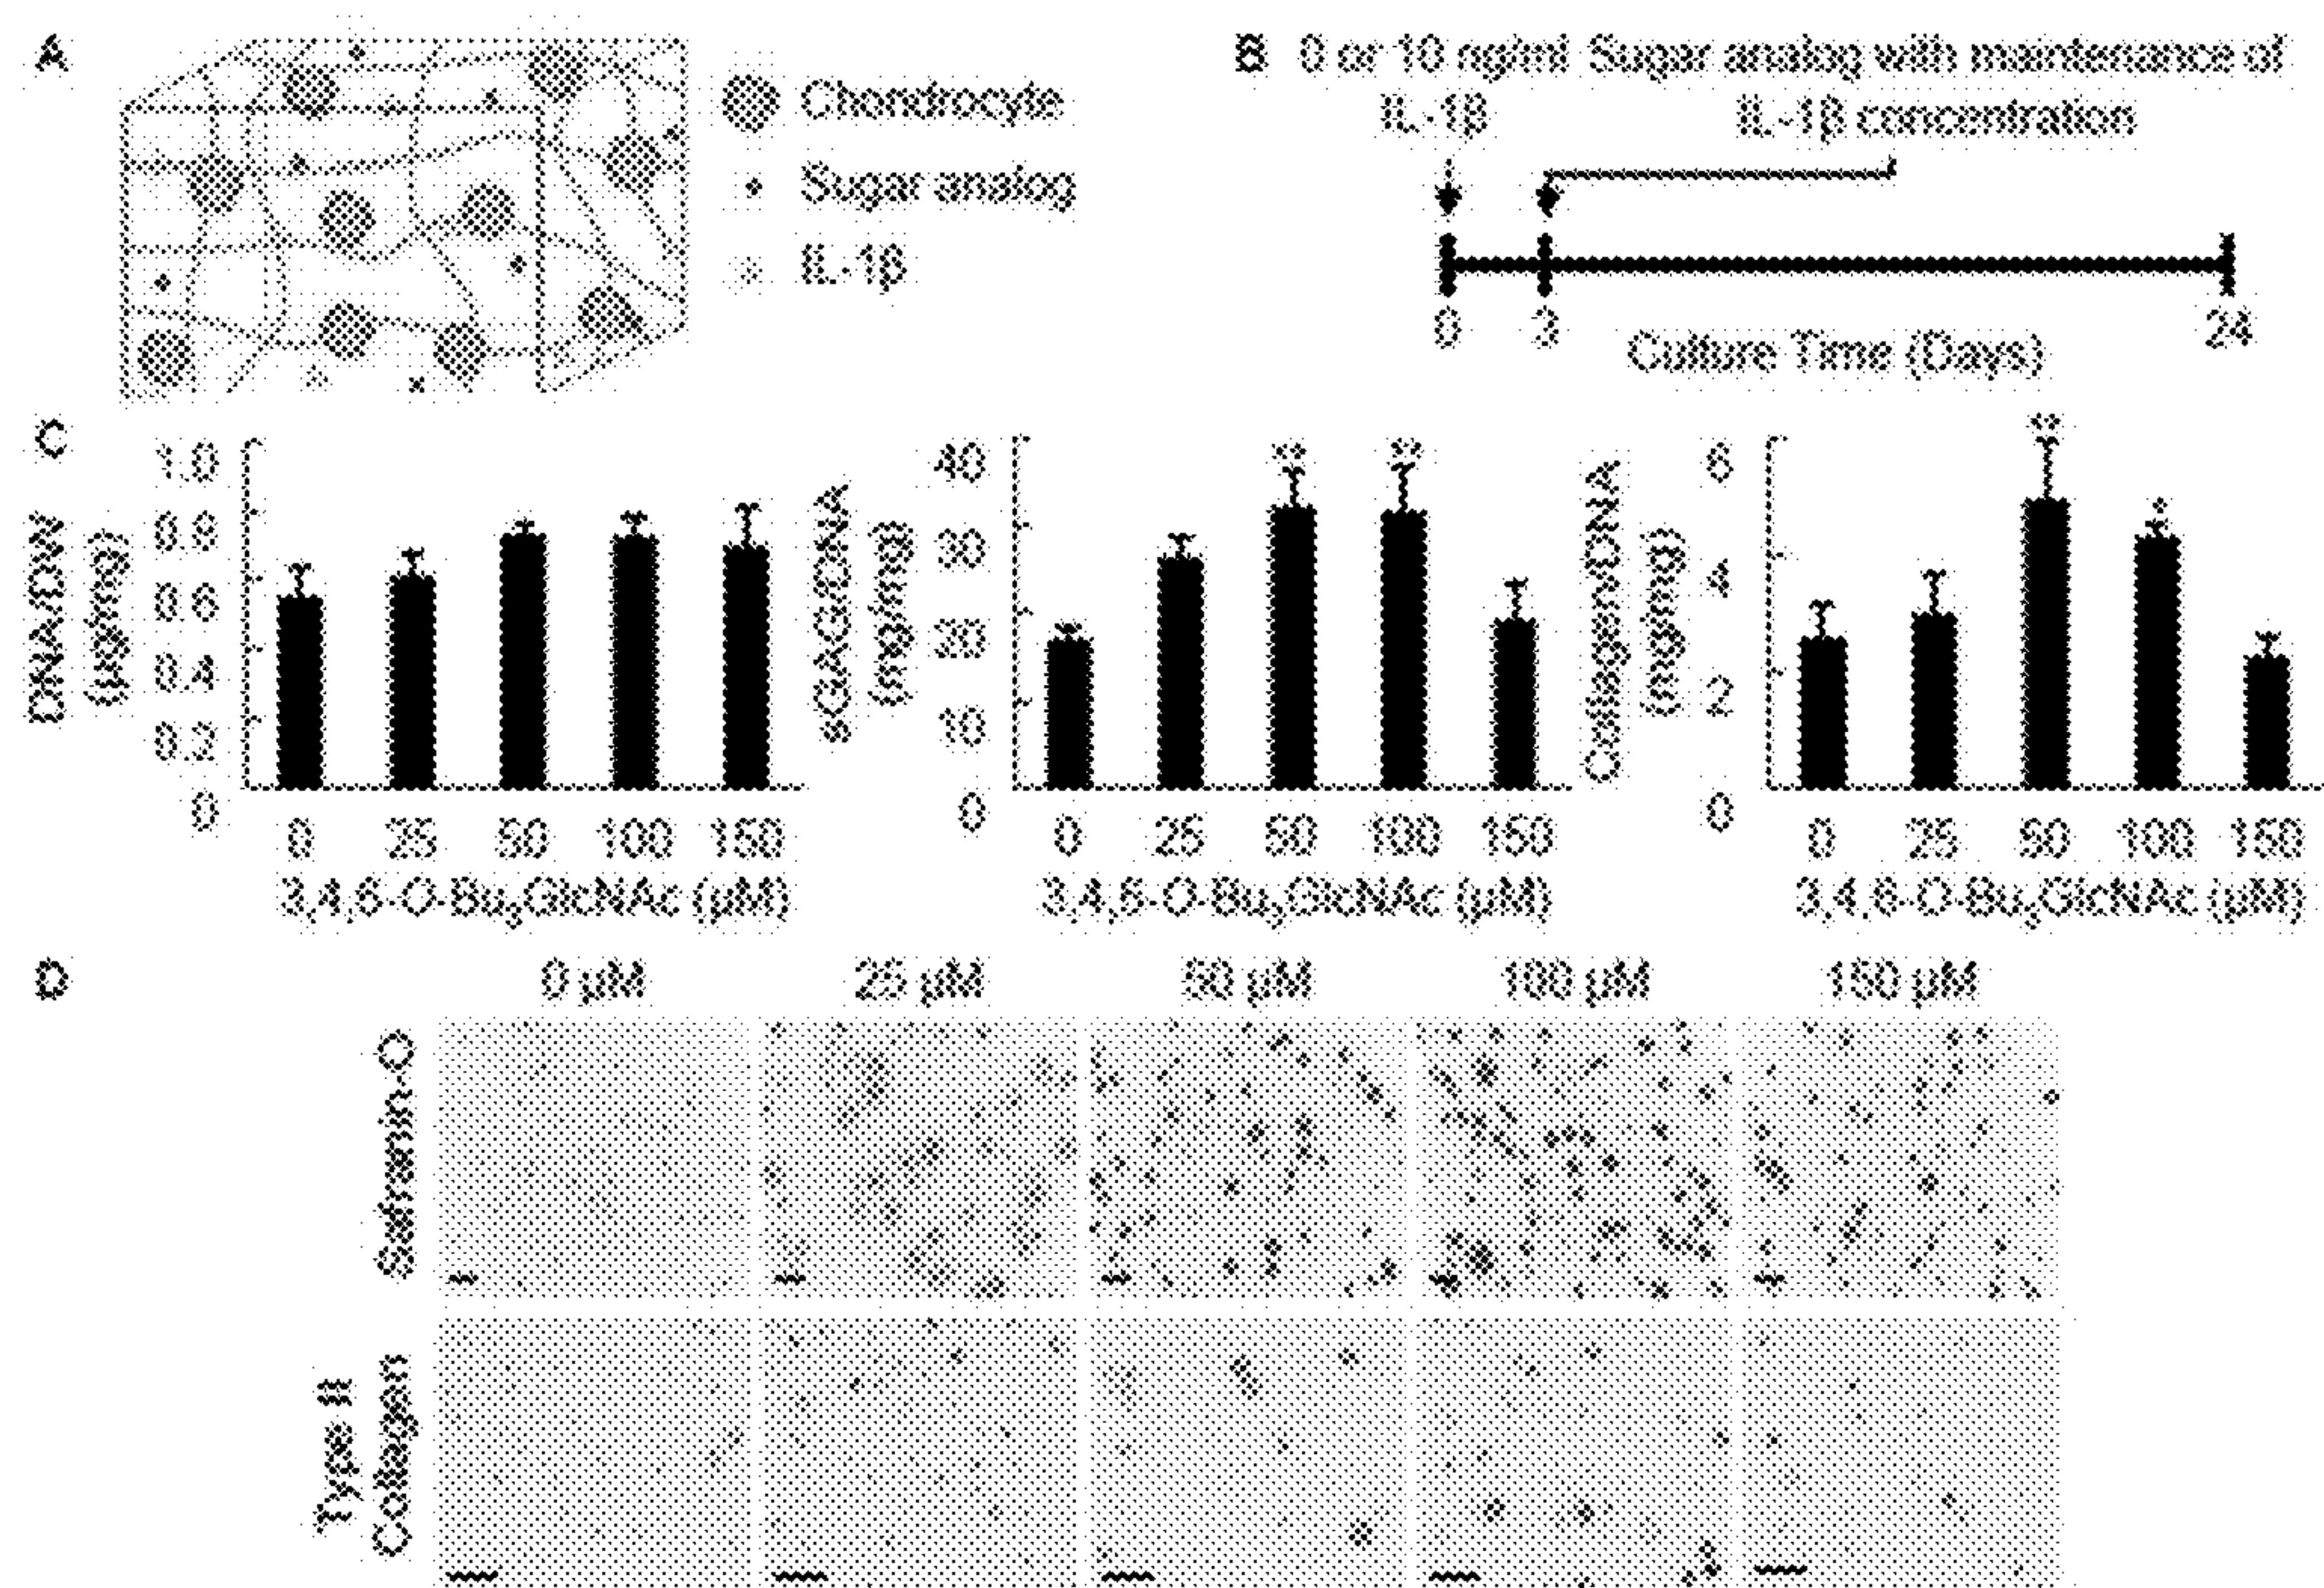 A
Chondrocyte
Sugar analog
IL-1β
B 0 or 10 ng/ml Sugar analog with maintenance of
IL-1β IL-1β concentration
0 3 24
Culture Time (Days)
C
DNA/DW
(µg/mg)
1.0
0.8
0.6
0.4
0.2
0
0 25 50 100 150
3,4,6-O-Bu₃GlcNAc (µM)
sGAG/DNA
(mg/mg)
40
30
20
10
0
0 25 50 100 150
3,4,6-O-Bu₃GlcNAc (µM)
** **
Collagen/DNA
(mg/mg)
6
4
2
0
0 25 50 100 150
3,4,6-O-Bu₃GlcNAc (µM)
** *
D
0 µM 25 µM 50 µM 100 µM 150 µM
Safranin-O
Type II
Collagen